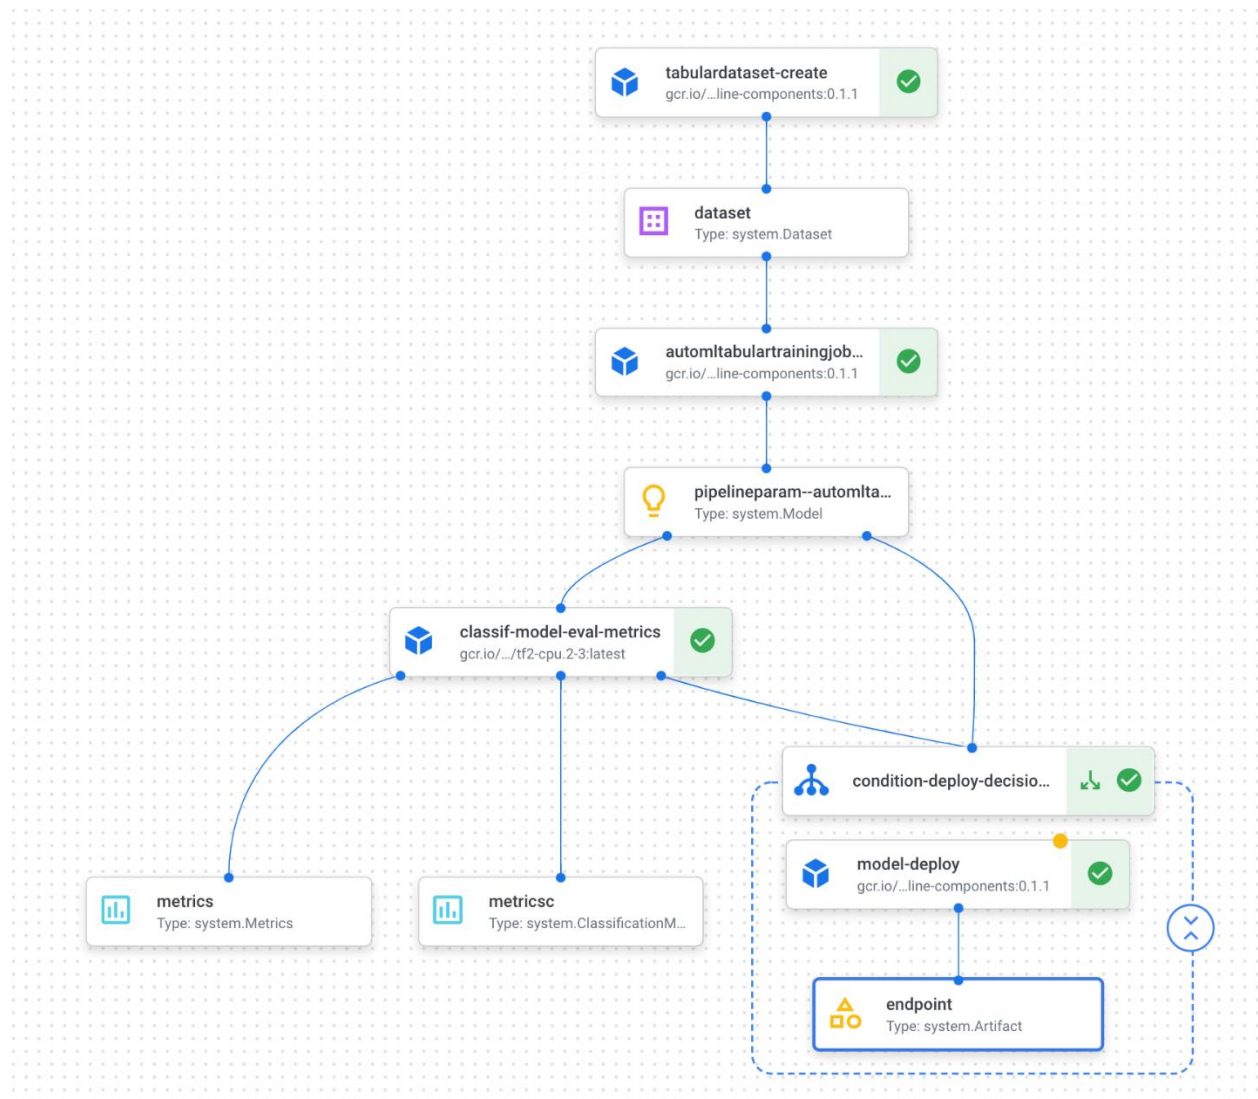 tabulardataset-create
gcr.io/...line-components:0.1.1
dataset
Type: system.Dataset
automltabulartrainingjob...
gcr.io/...line-components:0.1.1
pipelineparam--automlta...
Type: system.Model
classif-model-eval-metrics
gcr.io/.../tf2-cpu.2-3:latest
condition-deploy-decisio...
model-deploy
gcr.io/...line-components:0.1.1
metrics
Type: system.Metrics
metricsc
Type: system.ClassificationM...
endpoint
Type: system.Artifact